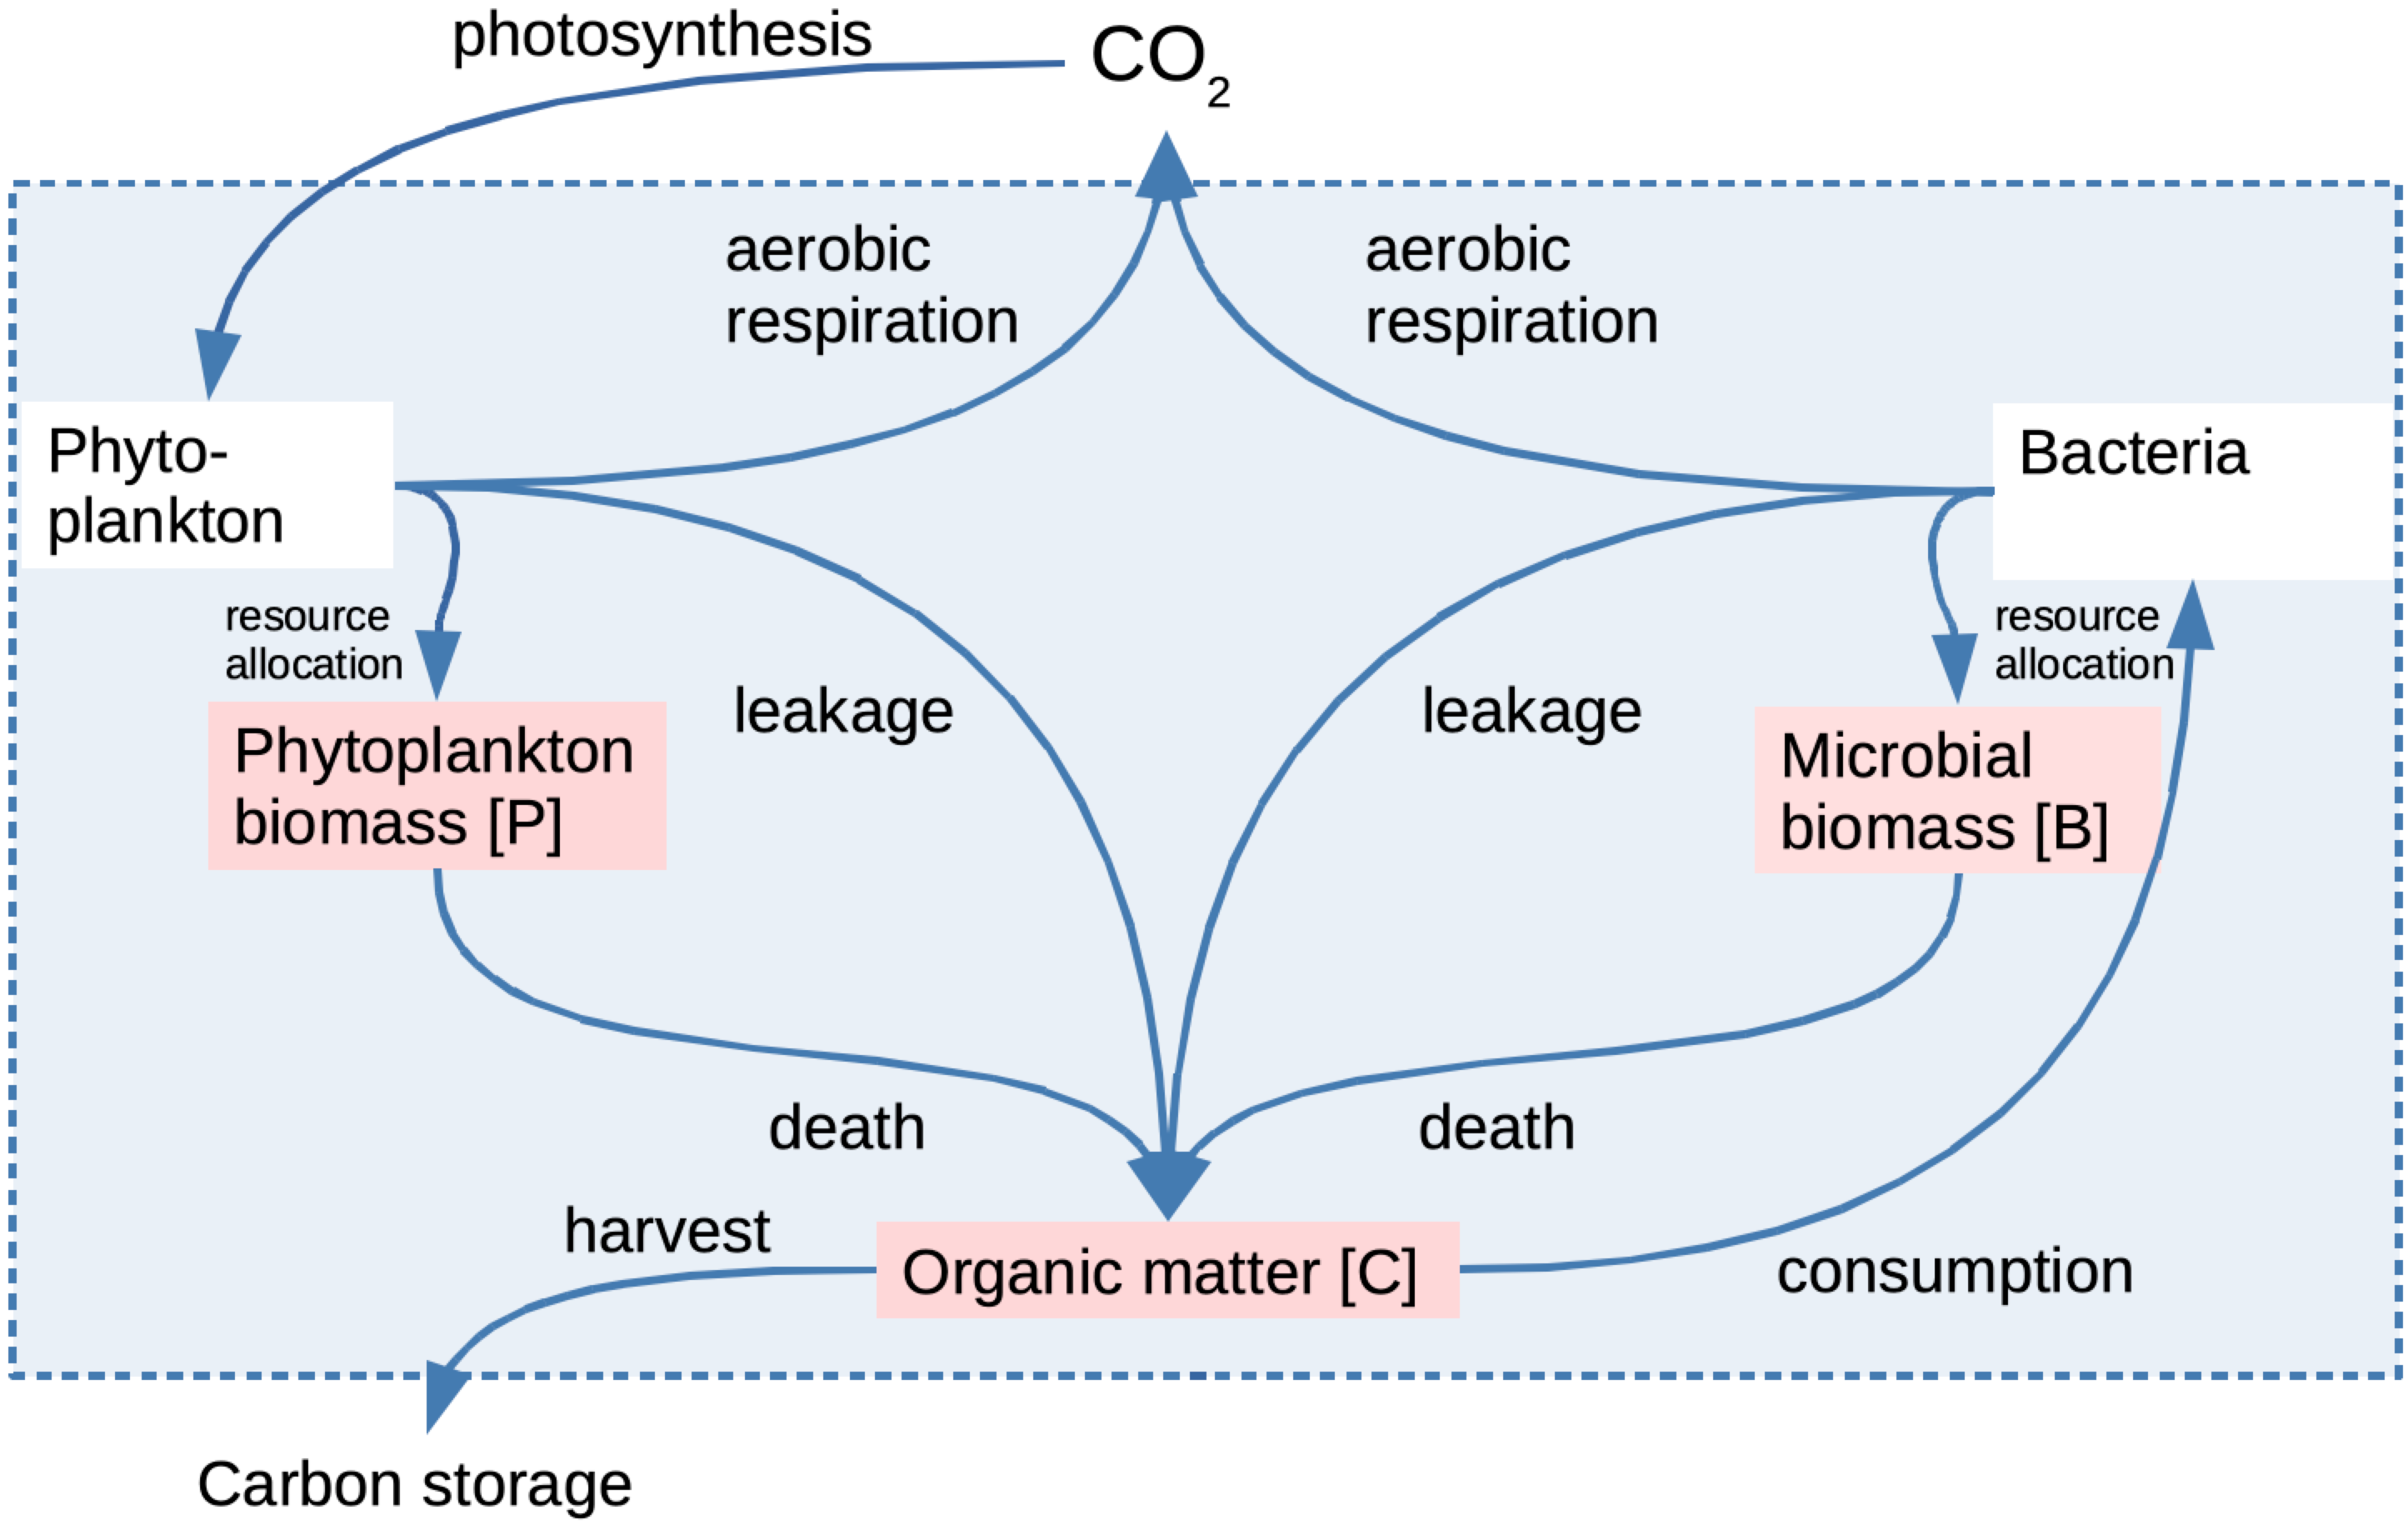 photosynthesis
CO2
aerobic
respiration
aerobic
respiration
Phyto-
plankton
Bacteria
resource
allocation
resource
allocation
leakage
leakage
Phytoplankton
biomass [P]
Microbial
biomass [B]
death
death
harvest
Organic matter [C]
consumption
Carbon storage